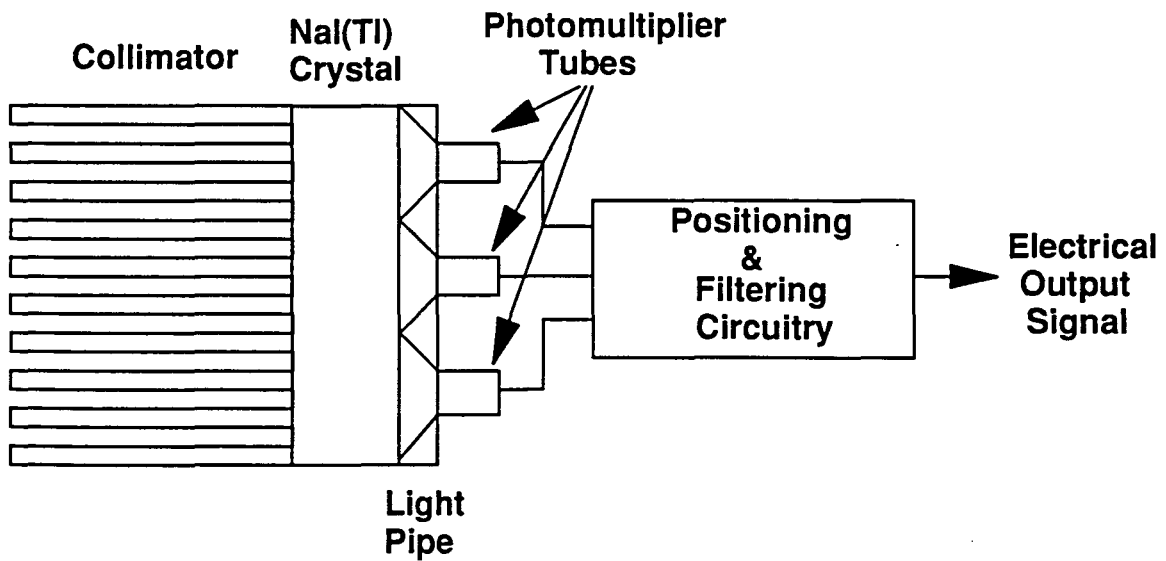 Collimator
NaI(Tl)
Crystal
Photomultiplier
Tubes
Positioning
&
Filtering
Circuitry
Electrical
Output
Signal
Light
Pipe